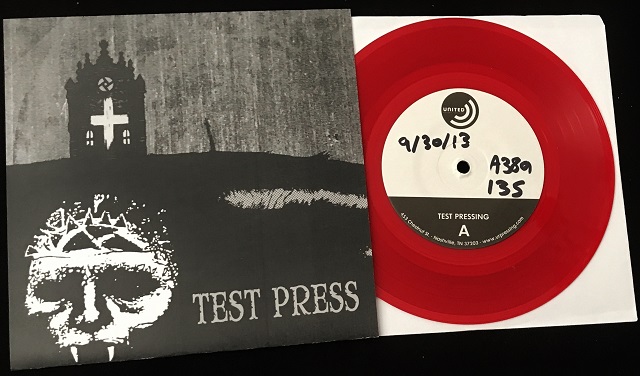 TEST PRESS
UNITED
9/30/13
A389
135
TEST PRESSING
A
453 Chestnut St. - Nashville, TN 37203 - www.urpressing.com